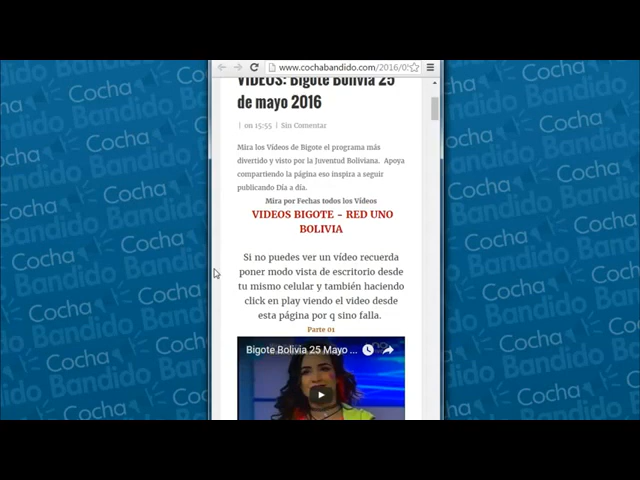 www.cochabandido.com/2016/0
VIDEOS: Bigote Bolivia 25
de mayo 2016
| on 15:55 | Sin Comentar
Mira los Vídeos de Bigote el programa más
divertido y visto por la Juventud Boliviana. Apoya
compartiendo la página eso inspira a seguir
publicando Día a día.
Mira por Fechas todos los Vídeos
VIDEOS BIGOTE - RED UNO
BOLIVIA
Si no puedes ver un vídeo recuerda
poner modo vista de escritorio desde
tu mismo celular y también haciendo
click en play viendo el video desde
esta página por q sino falla.
Parte 01
Bigote Bolivia 25 Mayo ...
Cocha
Bandido